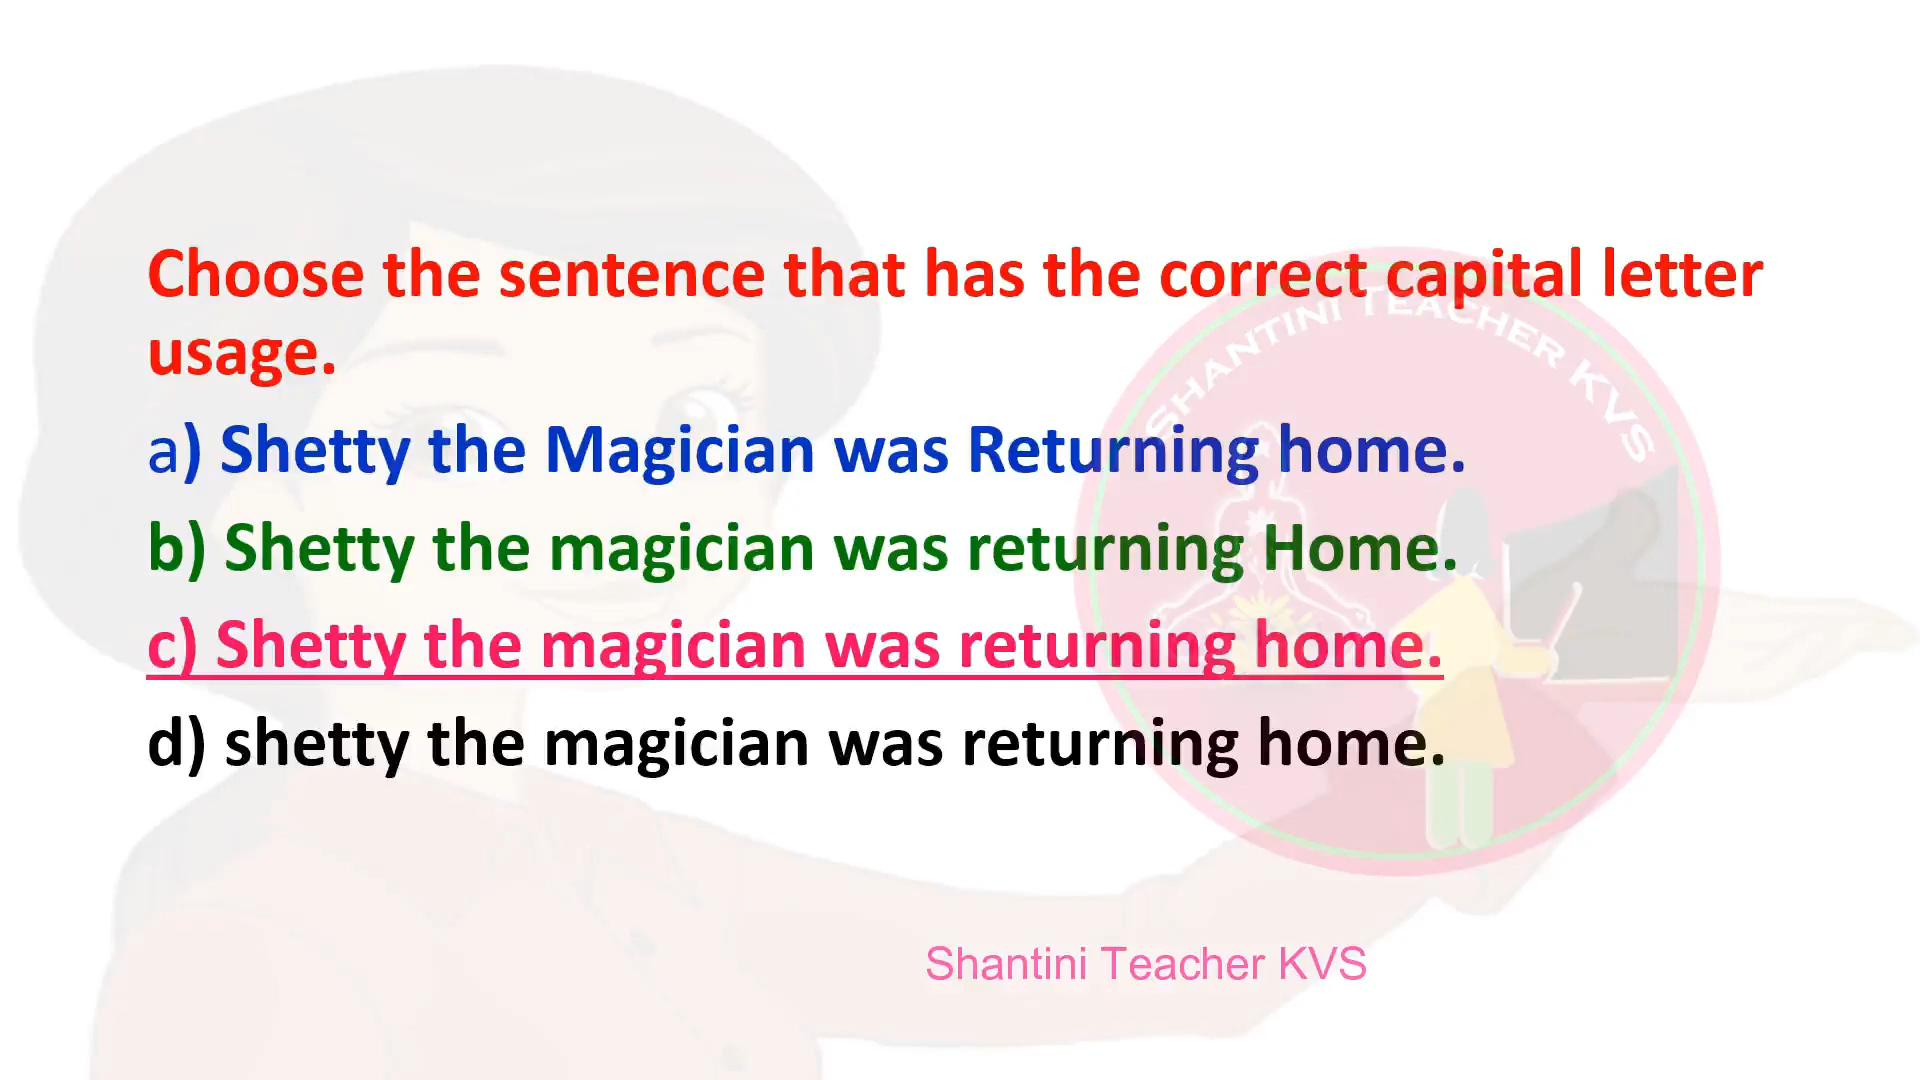 Choose the sentence that has the correct capital letter
usage.
a) Shetty the Magician was Returning home.
b) Shetty the magician was returning Home.
c) Shetty the magician was returning home.
d) shetty the magician was returning home.
SHANTINI TEACHER KVS
Shantini Teacher KVS